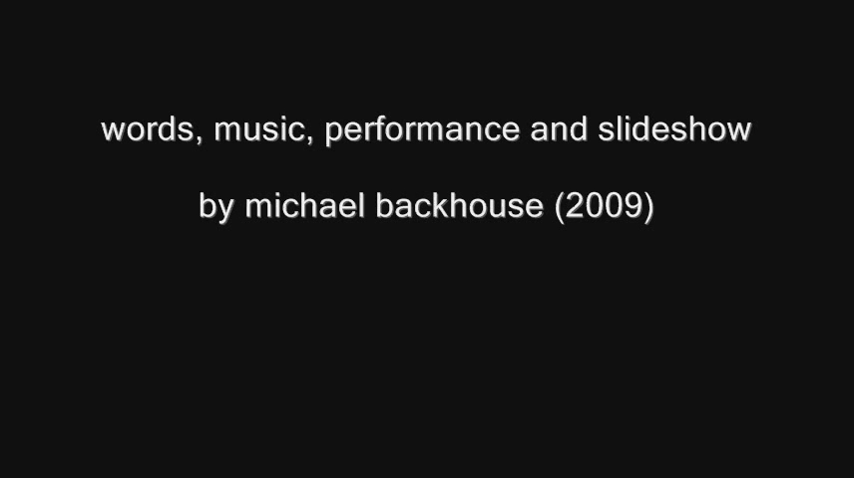 words, music, performance and slideshow
by michael backhouse (2009)